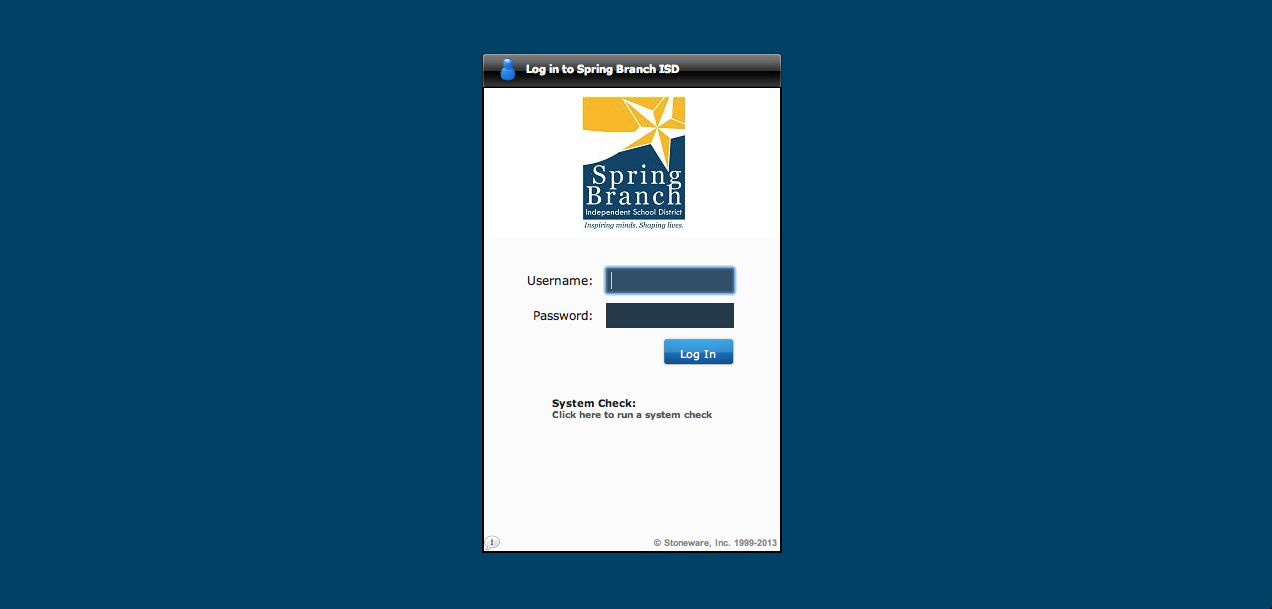 Log in to Spring Branch ISD
Spring
Branch
Independent School District
Inspiring minds. Shaping lives.
Username:
Password:
Log In
System Check:
Click here to run a system check
!
© Stoneware, Inc. 1999-2013